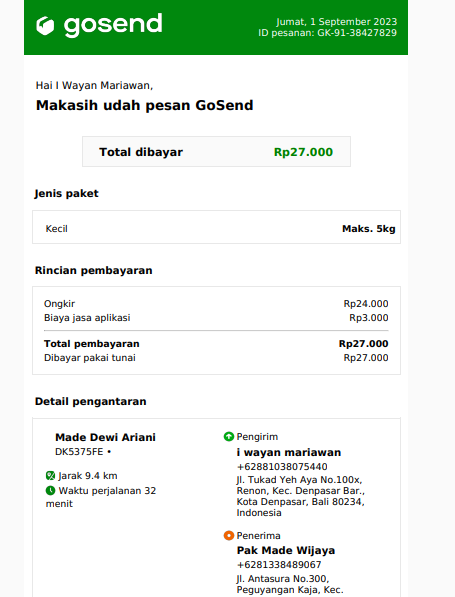 gosend
Jumat, 1 September 2023
ID pesanan: GK-91-38427829
Hai I Wayan Mariawan,
Makasih udah pesan GoSend
Total dibayar Rp27.000
Jenis paket
Kecil Maks. 5kg
Rincian pembayaran
Ongkir Rp24.000
Biaya jasa aplikasi Rp3.000
Total pembayaran Rp27.000
Dibayar pakai tunai Rp27.000
Detail pengantaran
Made Dewi Ariani
DK5375FE •
Jarak 9.4 km
Waktu perjalanan 32
menit
Pengirim
i wayan mariawan
+62881038075440
Jl. Tukad Yeh Aya No.100x,
Renon, Kec. Denpasar Bar.,
Kota Denpasar, Bali 80234,
Indonesia
Penerima
Pak Made Wijaya
+6281338489067
Jl. Antasura No.300,
Peguyangan Kaja, Kec.